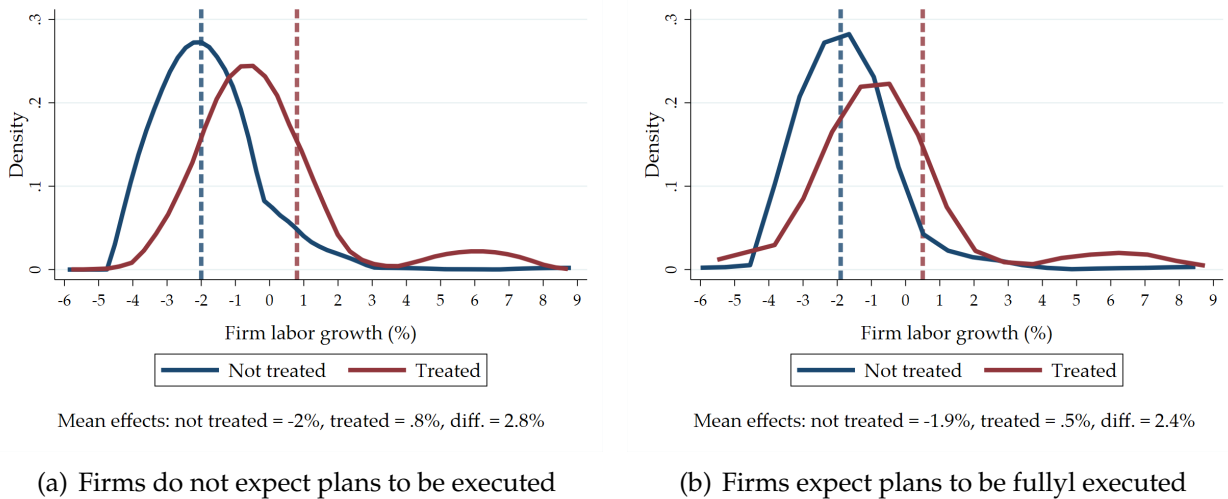 .3
.2
.1
0
Density
-6 -5 -4 -3 -2 -1 0 1 2 3 4 5 6 7 8 9
Firm labor growth (%)
Not treated Treated
Mean effects: not treated = -2%, treated = .8%, diff. = 2.8%
(a) Firms do not expect plans to be executed
.3
.2
.1
0
Density
-6 -5 -4 -3 -2 -1 0 1 2 3 4 5 6 7 8 9
Firm labor growth (%)
Not treated Treated
Mean effects: not treated = -1.9%, treated = .5%, diff. = 2.4%
(b) Firms expect plans to be fullyl executed